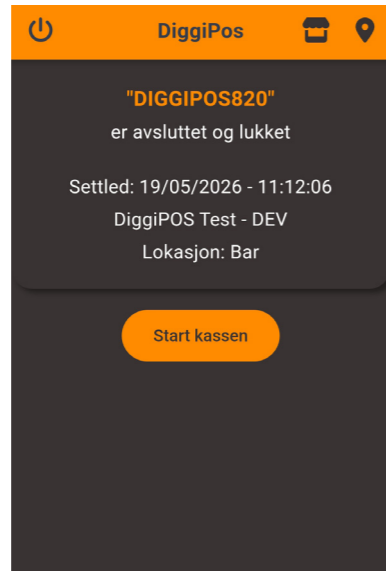 DiggiPos
"DIGGIPOS820"
er avsluttet og lukket
Settled: 19/05/2026 - 11:12:06
DiggiPOS Test - DEV
Lokasjon: Bar
Start kassen